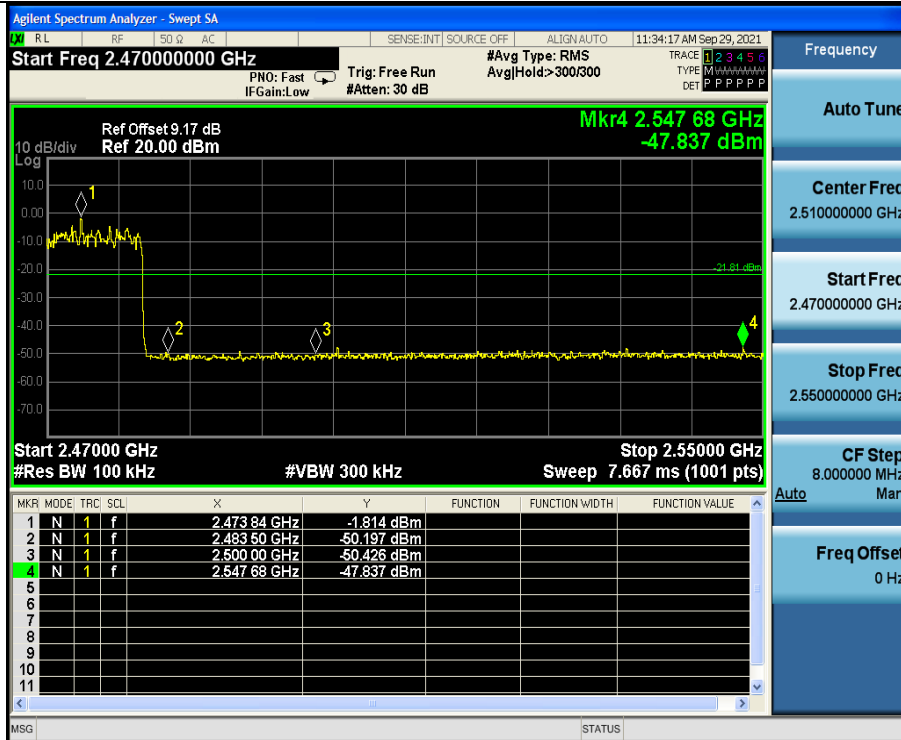 Agilent Spectrum Analyzer - Swept SA
LXI RL RF 50 Ω AC SENSE:INT SOURCE OFF ALIGN AUTO 11:34:17 AM Sep 29, 2021
Start Freq 2.470000000 GHz
PNO: Fast
IFGain:Low
Trig: Free Run
#Atten: 30 dB
#Avg Type: RMS
Avg|Hold:>300/300
TRACE 1 2 3 4 5 6
TYPE M
DET P P P P P P
Ref Offset 9.17 dB
Ref 20.00 dBm
10 dB/div
Log
Mkr4 2.547 68 GHz
-47.837 dBm
10.0
0.00
-10.0
-20.0
-30.0
-40.0
-50.0
-60.0
-70.0
1
2
3
4
-21.81 dBm
Start 2.47000 GHz Stop 2.55000 GHz
#Res BW 100 kHz #VBW 300 kHz Sweep 7.667 ms (1001 pts)
MKR MODE TRC SCL X Y FUNCTION FUNCTION WIDTH FUNCTION VALUE
1 N 1 f 2.473 84 GHz -1.814 dBm
2 N 1 f 2.483 50 GHz -50.197 dBm
3 N 1 f 2.500 00 GHz -50.426 dBm
4 N 1 f 2.547 68 GHz -47.837 dBm
5
6
7
8
9
10
11
MSG STATUS
Frequency
Auto Tune
Center Freq
2.510000000 GHz
Start Freq
2.470000000 GHz
Stop Freq
2.550000000 GHz
CF Step
8.000000 MHz
Auto Man
Freq Offset
0 Hz